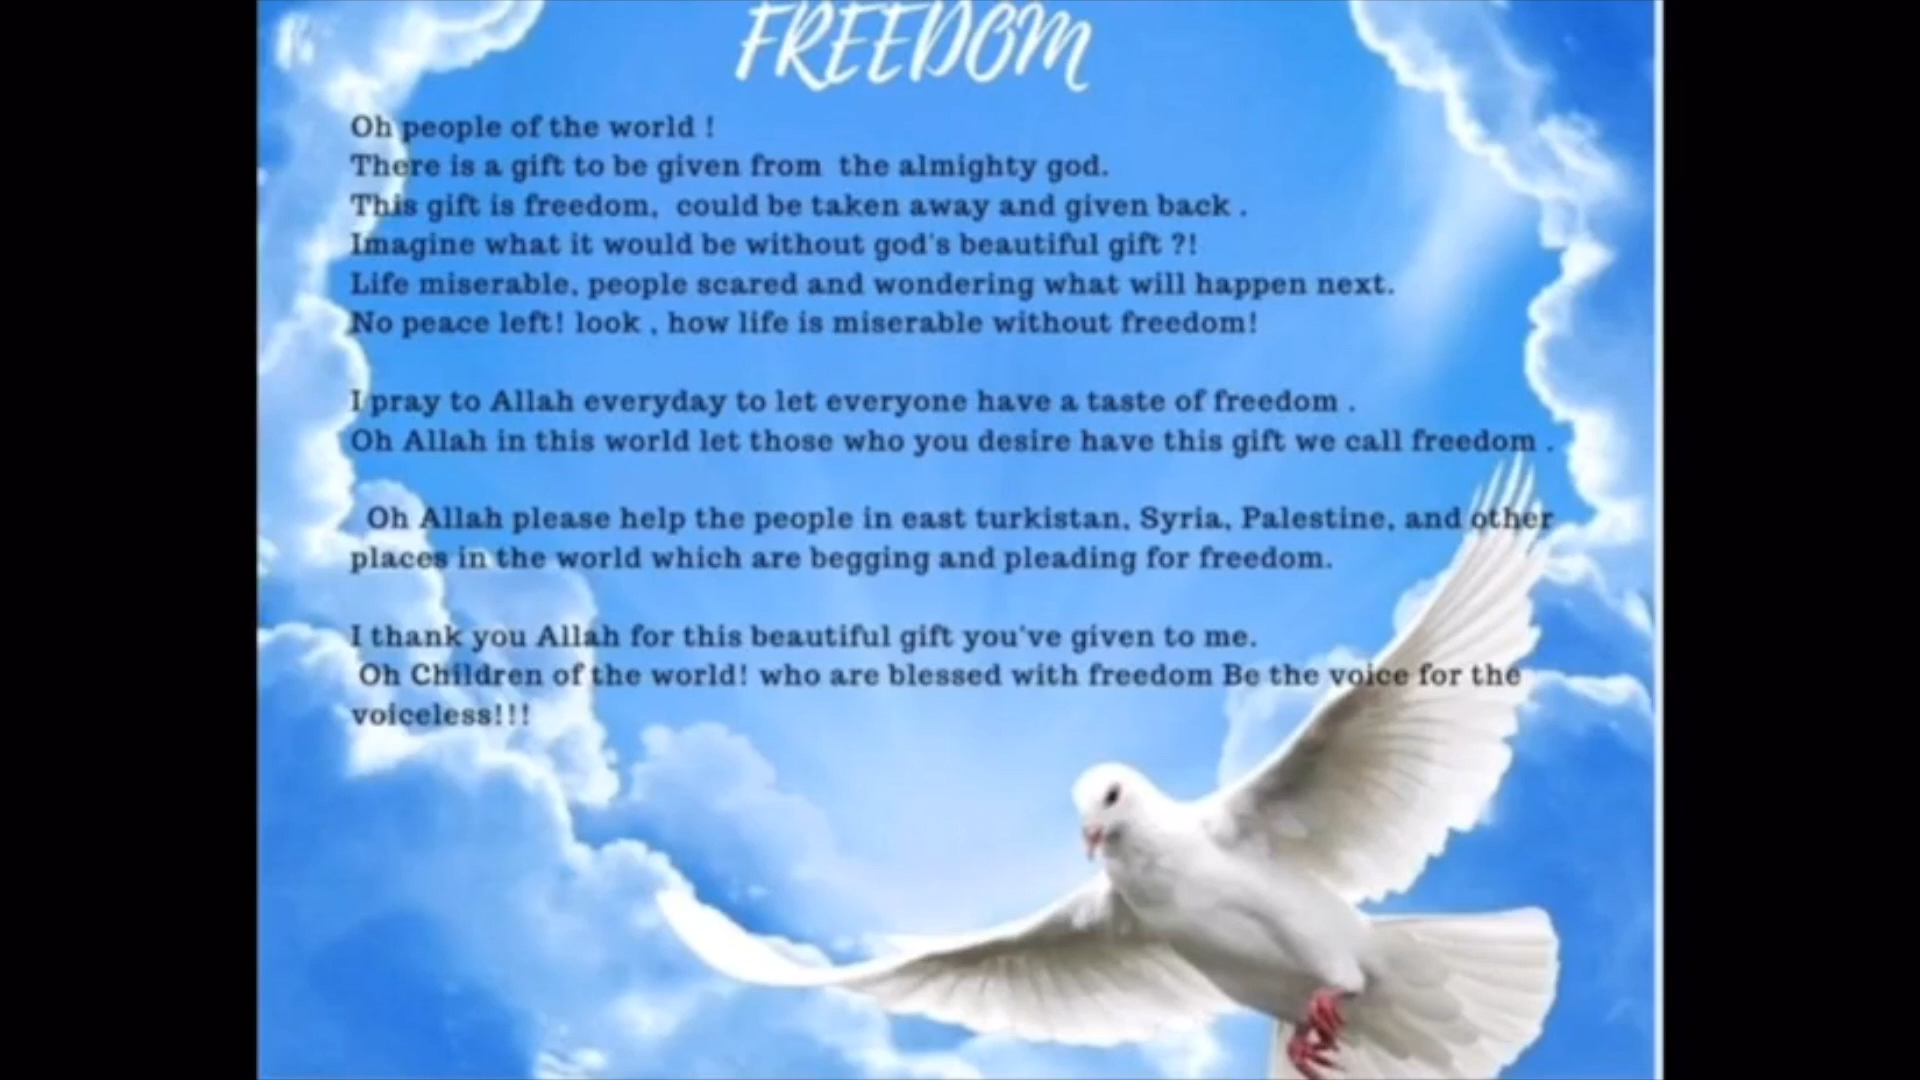 FREEDOM
Oh people of the world !
There is a gift to be given from the almighty god.
This gift is freedom, could be taken away and given back .
Imagine what it would be without god's beautiful gift ?!
Life miserable, people scared and wondering what will happen next.
No peace left! look , how life is miserable without freedom!
I pray to Allah everyday to let everyone have a taste of freedom .
Oh Allah in this world let those who you desire have this gift we call freedom .
Oh Allah please help the people in east turkistan, Syria, Palestine, and other
places in the world which are begging and pleading for freedom.
I thank you Allah for this beautiful gift you've given to me.
Oh Children of the world! who are blessed with freedom Be the voice for the
voiceless!!!